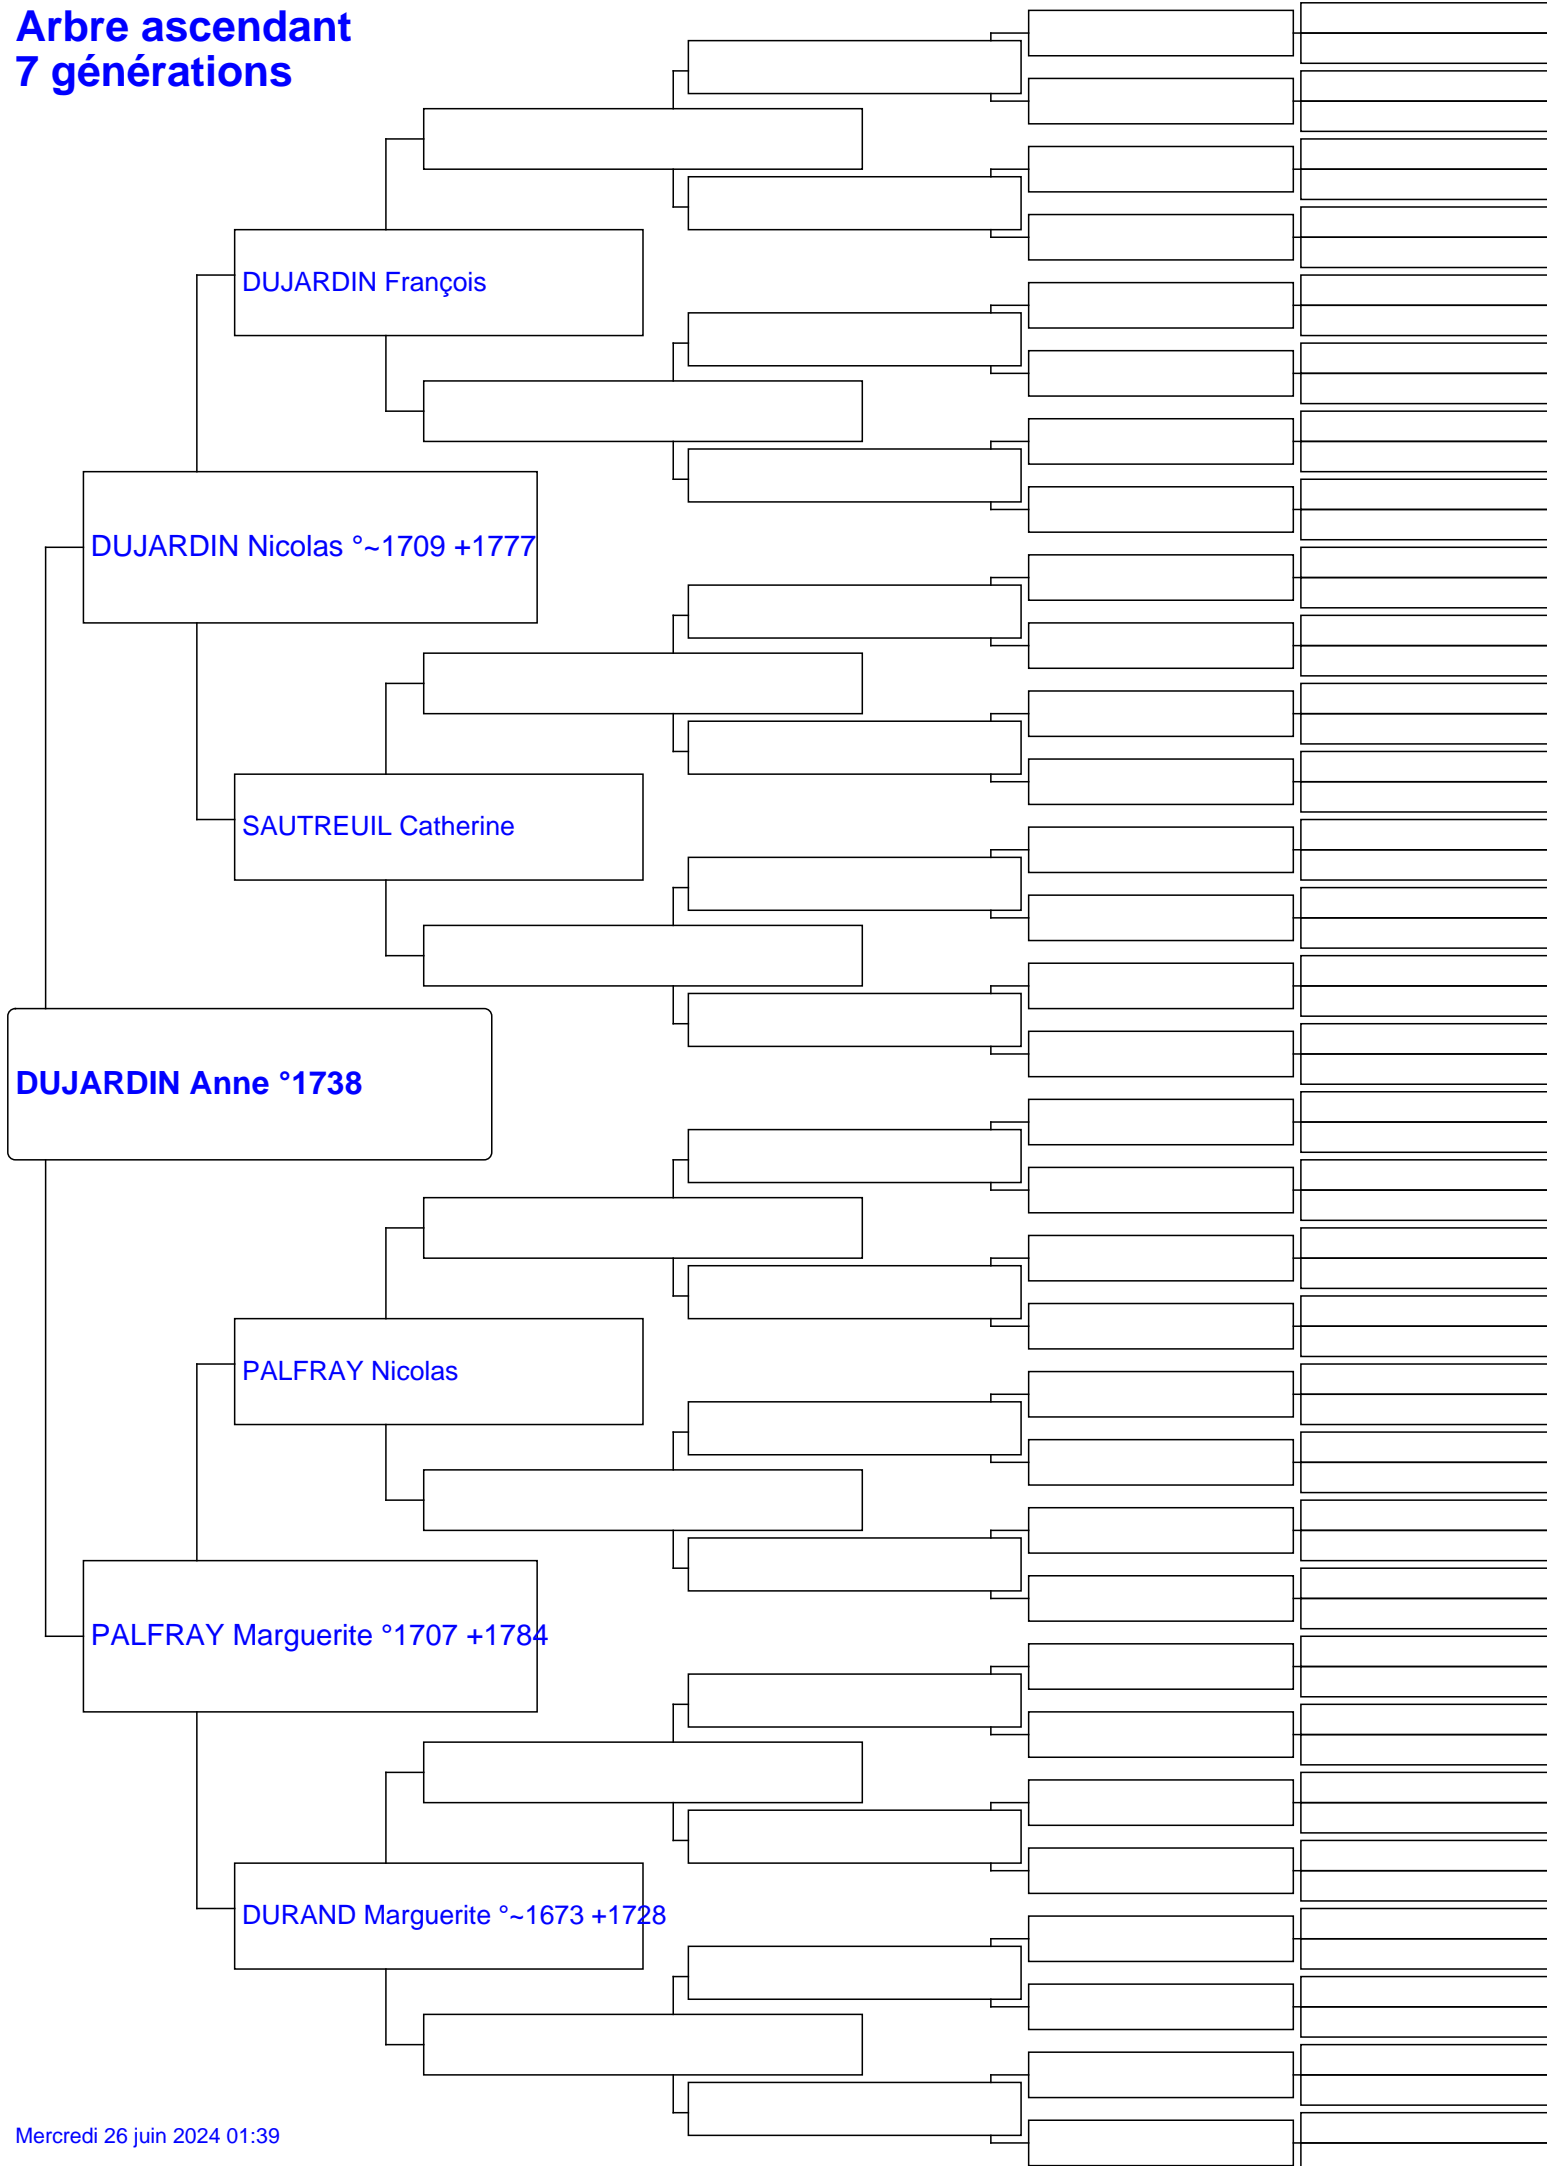 Arbre ascendant
7 générations
DUJARDIN François
DUJARDIN Nicolas °~1709 +1777
SAUTREUIL Catherine
DUJARDIN Anne °1738
PALFRAY Nicolas
PALFRAY Marguerite °1707 +1784
DURAND Marguerite °~1673 +1728
Mercredi 26 juin 2024 01:39